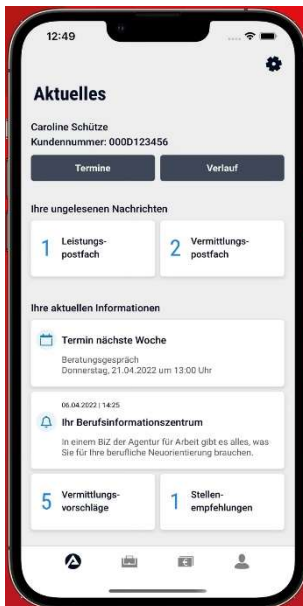 12:49
Aktuelles
Caroline Schütze
Kundennummer: 000D123456
Termine
Verlauf
Ihre ungelesenen Nachrichten
1 Leistungs-
postfach
2 Vermittlungs-
postfach
Ihre aktuellen Informationen
Termin nächste Woche
Beratungsgespräch
Donnerstag, 21.04.2022 um 13:00 Uhr
06.04.2022 | 14:25
Ihr Berufsinformationszentrum
In einem BiZ der Agentur für Arbeit gibt es alles, was
Sie für Ihre berufliche Neuorientierung brauchen.
5 Vermittlungs-
vorschläge
1 Stellen-
empfehlungen